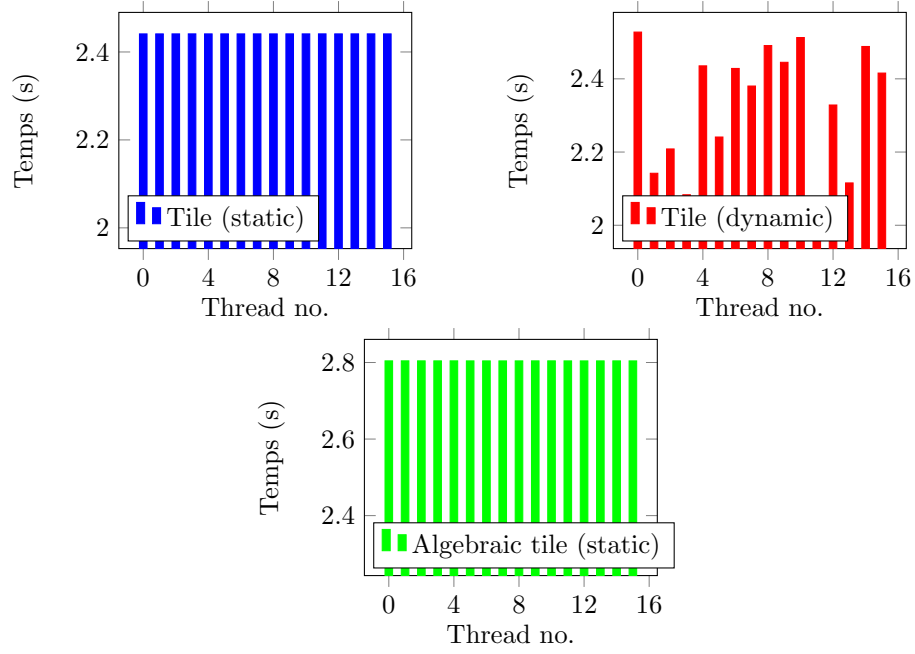 2.4
2.2
2
Temps (s)
Tile (static)
0 4 8 12 16
Thread no.
2.4
2.2
2
Temps (s)
Tile (dynamic)
0 4 8 12 16
Thread no.
2.8
2.6
2.4
Temps (s)
Algebraic tile (static)
0 4 8 12 16
Thread no.